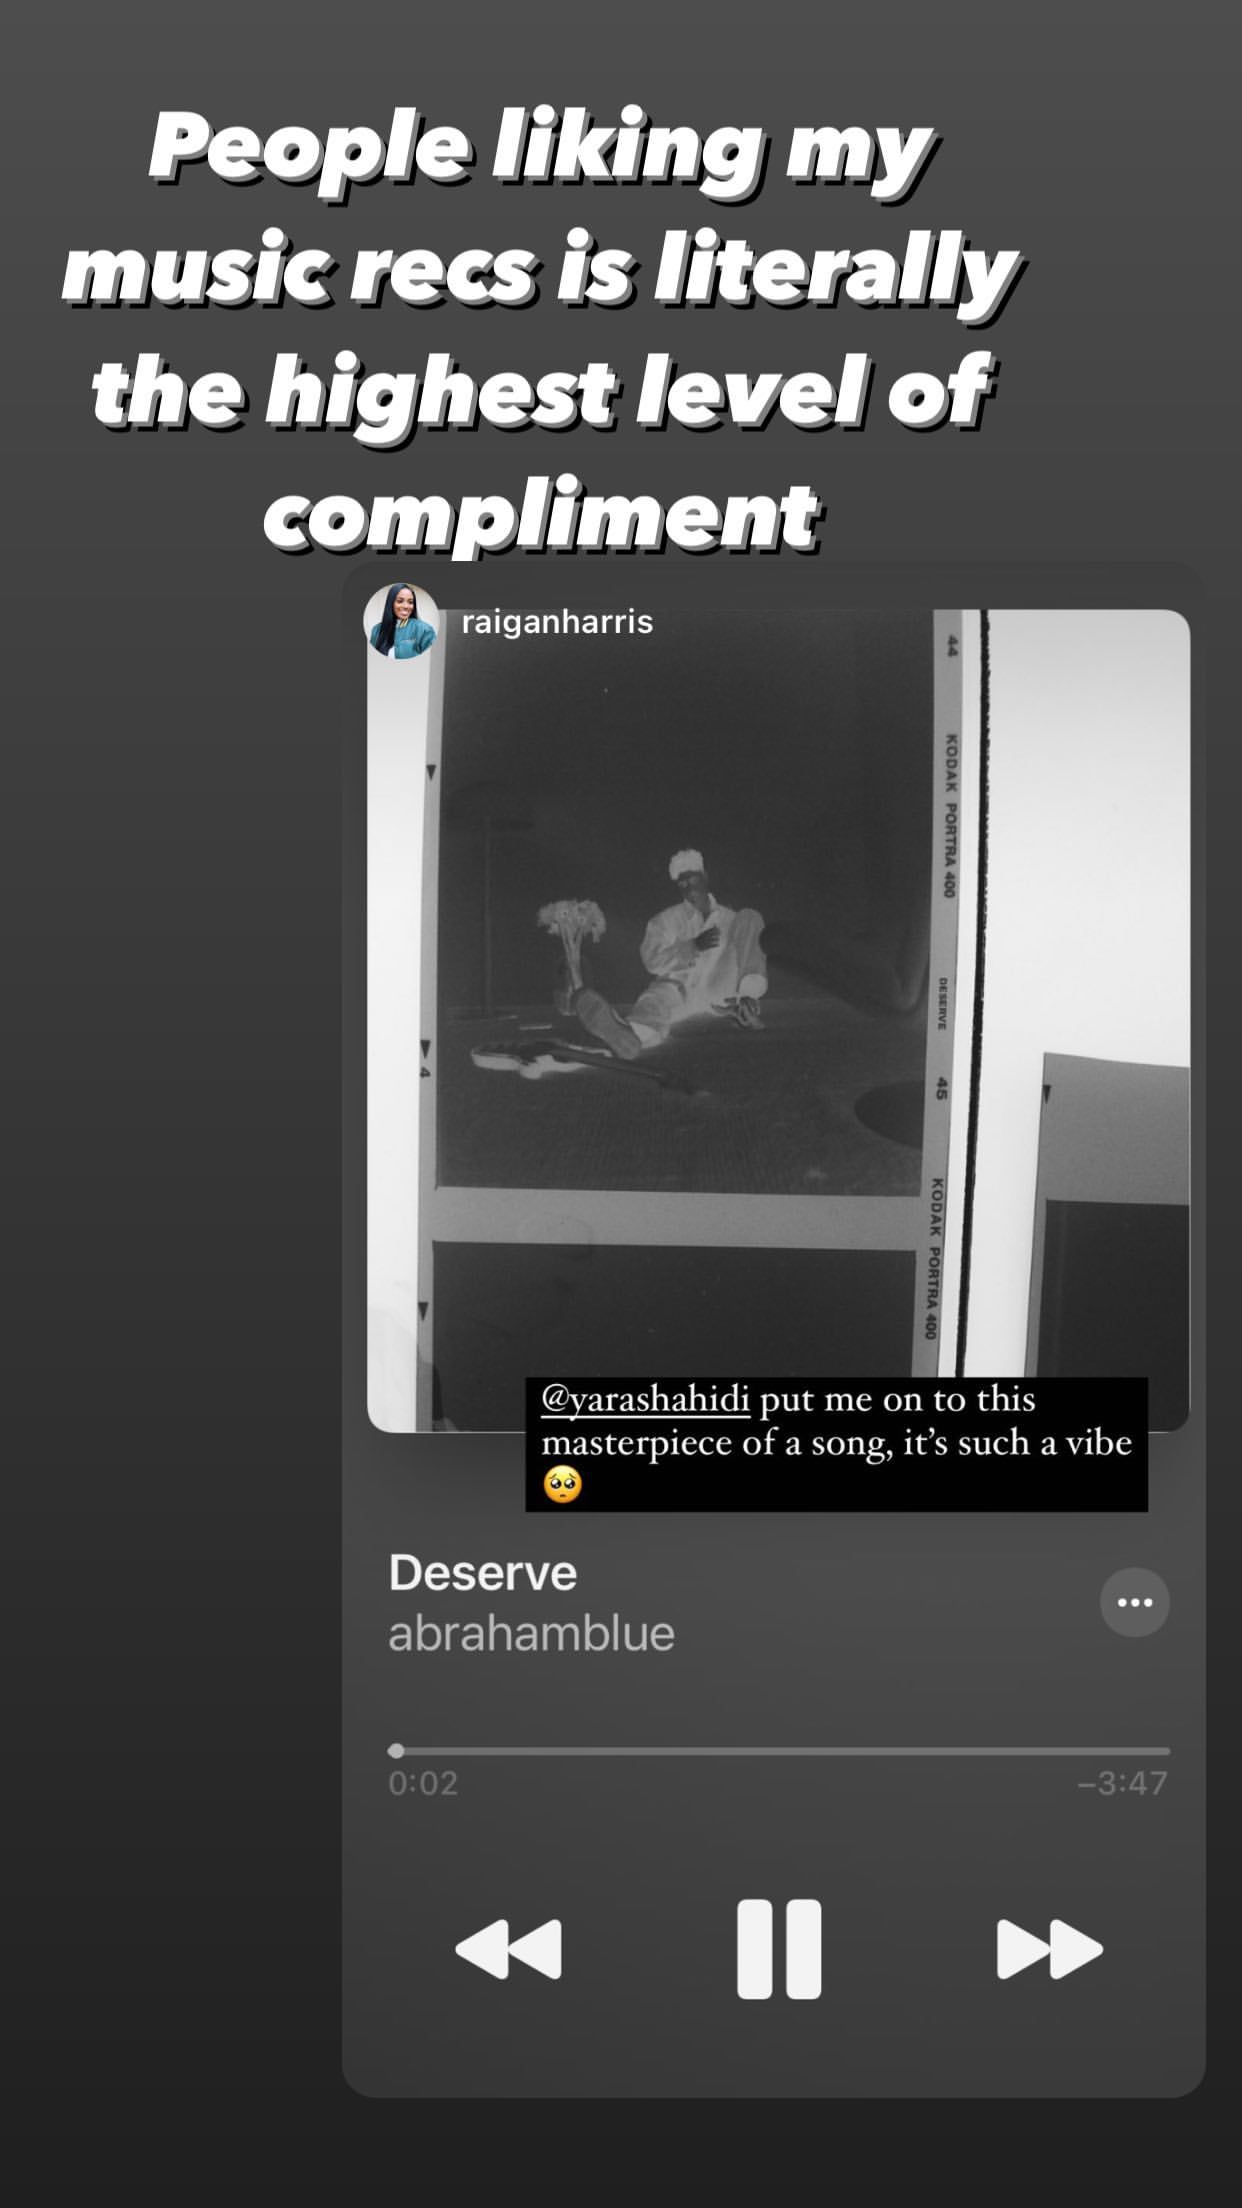 People liking my
music recs is literally
the highest level of
compliment
raiganharris
44
KODAK PORTRA 400
DESERVE
4
45
KODAK PORTRA 400
@yarashahidi put me on to this
masterpiece of a song, it’s such a vibe
🥺
Deserve
abrahamblue
0:02
–3:47